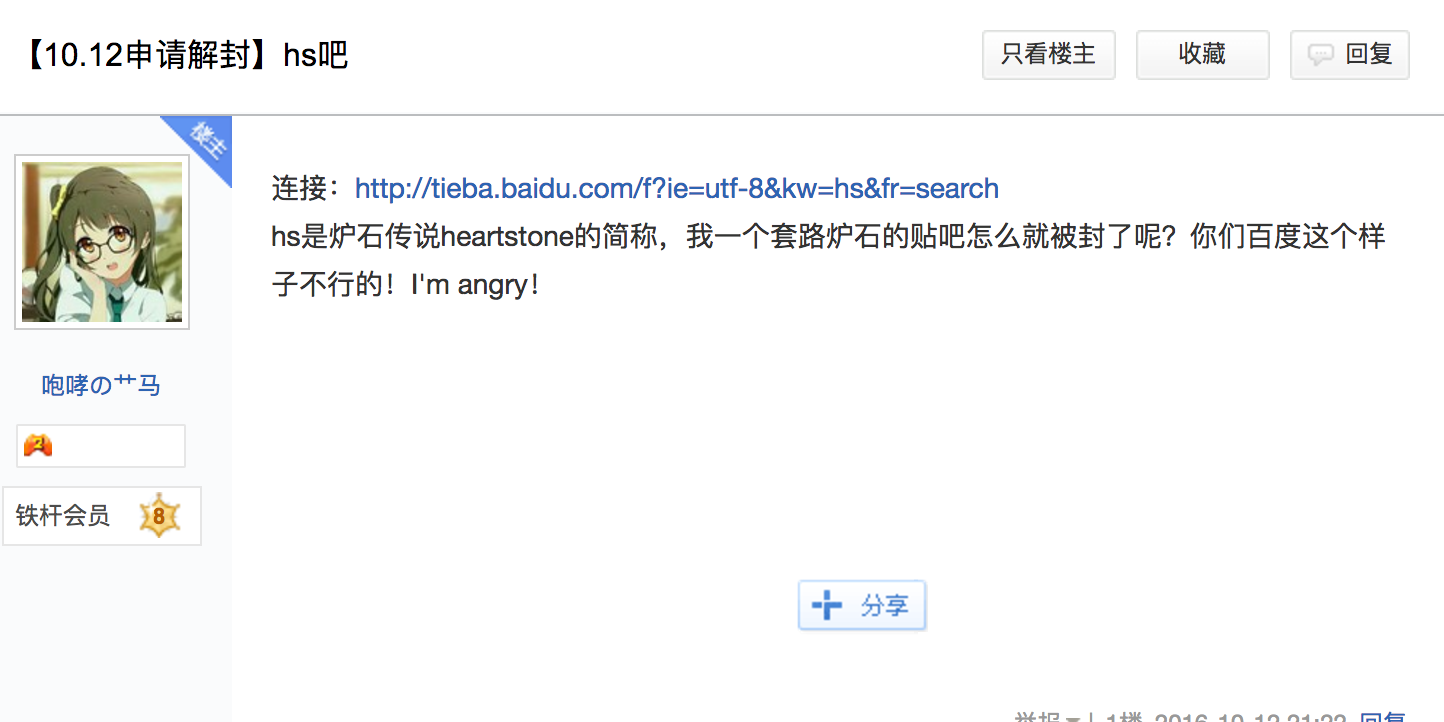 【10.12申请解封】hs吧
只看楼主
收藏
回复
楼主
连接：http://tieba.baidu.com/f?ie=utf-8&kw=hs&fr=search
hs是炉石传说heartstone的简称，我一个套路炉石的贴吧怎么就被封了呢？你们百度这个样
子不行的！I'm angry！
咆哮の艹马
2
铁杆会员 8
分享
举报 | 1楼 2016-10-12 21:22 回复